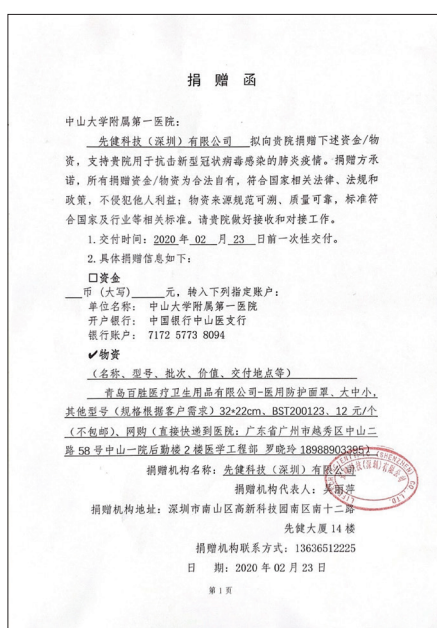 捐 赠 函
中山大学附属第一医院：
先健科技（深圳）有限公司 拟向贵院捐赠下述资金/物
资，支持贵院用于抗击新型冠状病毒感染的肺炎疫情。捐赠方承
诺，所有捐赠资金/物资为合法自有，符合国家相关法律、法规和
政策，不侵犯他人利益；物资来源规范可溯、质量可靠，标准符
合国家及行业等相关标准。请贵院做好接收和对接工作。
1.交付时间：2020 年 02 月 23 日前一次性交付。
2.具体捐赠信息如下：
☐资金
___币（大写）_____元，转入下列指定账户：
单位名称： 中山大学附属第一医院
开户银行： 中国银行中山医支行
银行账户： 7172 5773 8094
✔物资
（名称、型号、批次、价值、交付地点等）
青岛百胜医疗卫生用品有限公司-医用防护面罩、大中小，
其他型号（规格根据客户需求）32*22cm、BST200123、12 元/个
（不包邮）、网购（直接快递到医院：广东省广州市越秀区中山二
路 58 号中山一院后勤楼 2 楼医学工程部 罗晓玲 18988903395）
捐赠机构名称：先健科技（深圳）有限公司
捐赠机构代表人：吴丽萍
捐赠机构地址：深圳市南山区高新科技园南区南十二路
先健大厦 14 楼
捐赠机构联系方式：13636512225
日 期：2020 年 02 月 23 日
第 1 页